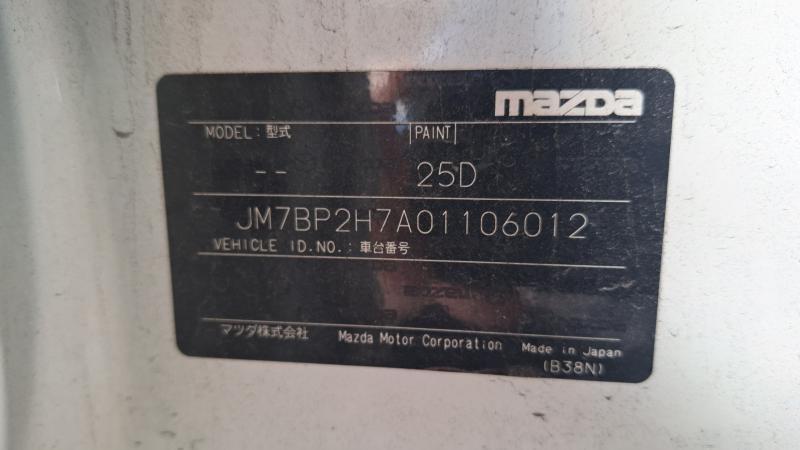 mazda
MODEL: 型式 PAINT
-- 25D
JM7BP2H7A01106012
VEHICLE ID.NO.: 車台番号
マツダ株式会社 Mazda Motor Corporation Made in Japan
(B38N)